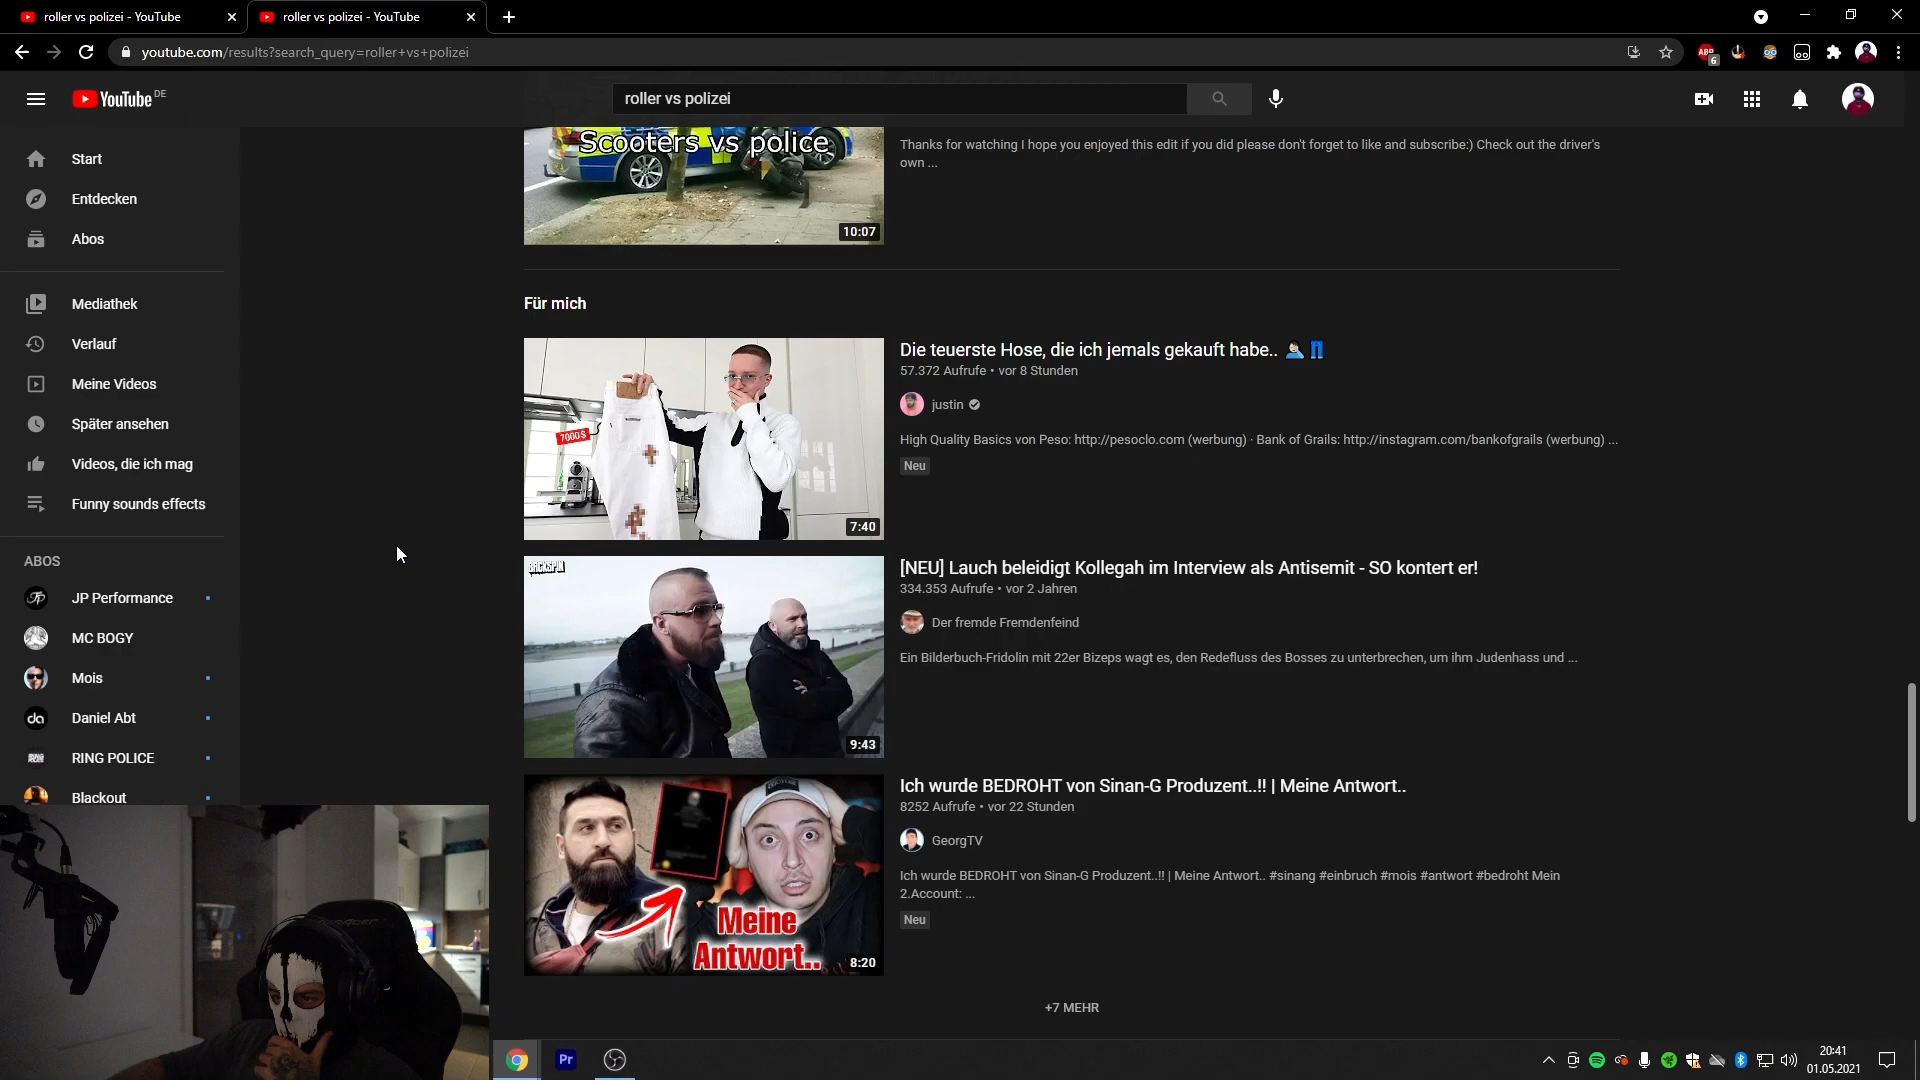 roller vs polizei - YouTube
roller vs polizei - YouTube
youtube.com/results?search_query=roller+vs+polizei
ABP
6
YouTube DE
roller vs polizei
Start
Entdecken
Abos
Mediathek
Verlauf
Meine Videos
Später ansehen
Videos, die ich mag
Funny sounds effects
ABOS
JP Performance
MC BOGY
Mois
da
Daniel Abt
RING POLICE
Blackout
Scooters vs police
10:07
Thanks for watching I hope you enjoyed this edit if you did please don't forget to like and subscribe:) Check out the driver's
own ...
Für mich
7000$
7:40
Die teuerste Hose, die ich jemals gekauft habe..
57.372 Aufrufe • vor 8 Stunden
justin
High Quality Basics von Peso: http://pesoclo.com (werbung) · Bank of Grails: http://instagram.com/bankofgrails (werbung) ...
Neu
BACKSPIN
9:43
[NEU] Lauch beleidigt Kollegah im Interview als Antisemit - SO kontert er!
334.353 Aufrufe • vor 2 Jahren
Der fremde Fremdenfeind
Ein Bilderbuch-Fridolin mit 22er Bizeps wagt es, den Redefluss des Bosses zu unterbrechen, um ihm Judenhass und ...
Meine
Antwort..
8:20
Ich wurde BEDROHT von Sinan-G Produzent..!! | Meine Antwort..
8252 Aufrufe • vor 22 Stunden
GeorgTV
Ich wurde BEDROHT von Sinan-G Produzent..!! | Meine Antwort.. #sinang #einbruch #mois #antwort #bedroht Mein
2.Account: ...
Neu
+7 MEHR
Pr
20:41
01.05.2021